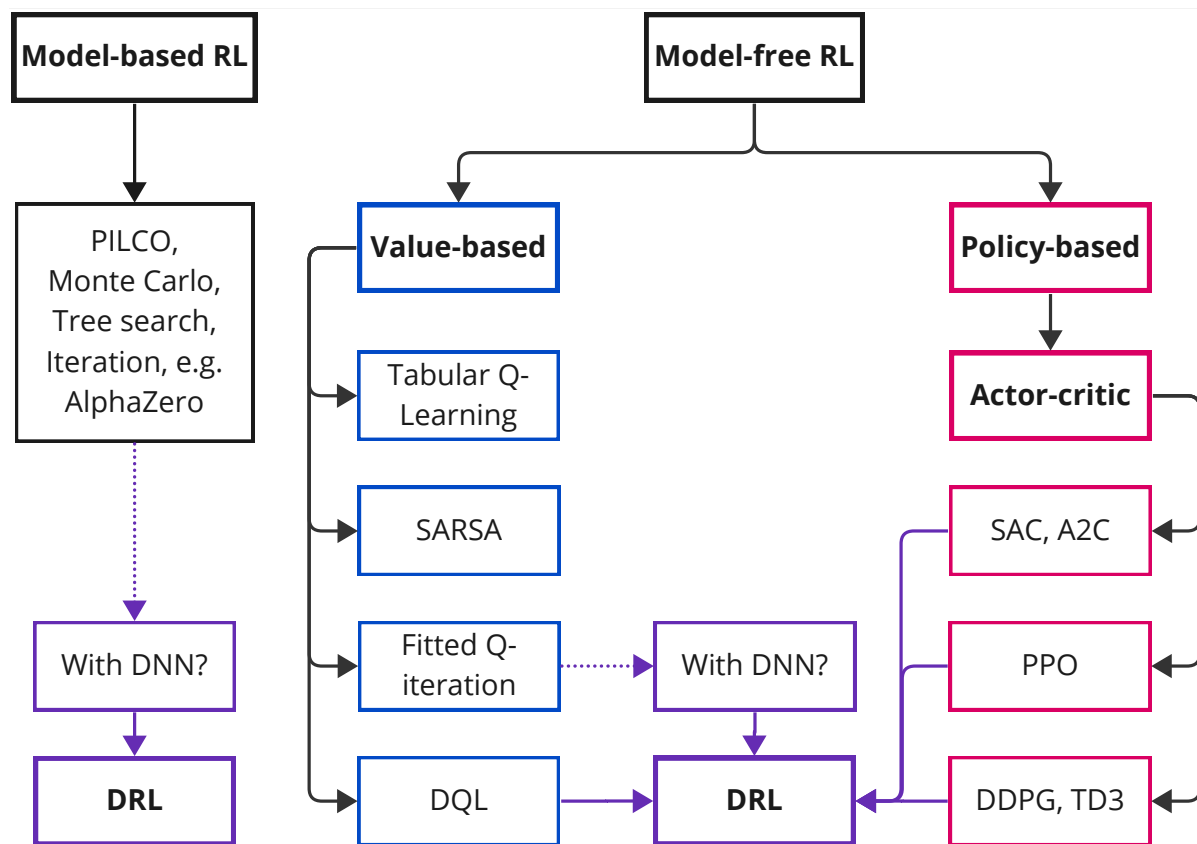 Model-based RL
Model-free RL
PILCO,
Monte Carlo,
Tree search,
Iteration, e.g.
AlphaZero
Value-based
Policy-based
Tabular Q-
Learning
Actor-critic
SARSA
SAC, A2C
With DNN?
Fitted Q-
iteration
With DNN?
PPO
DRL
DQL
DRL
DDPG, TD3